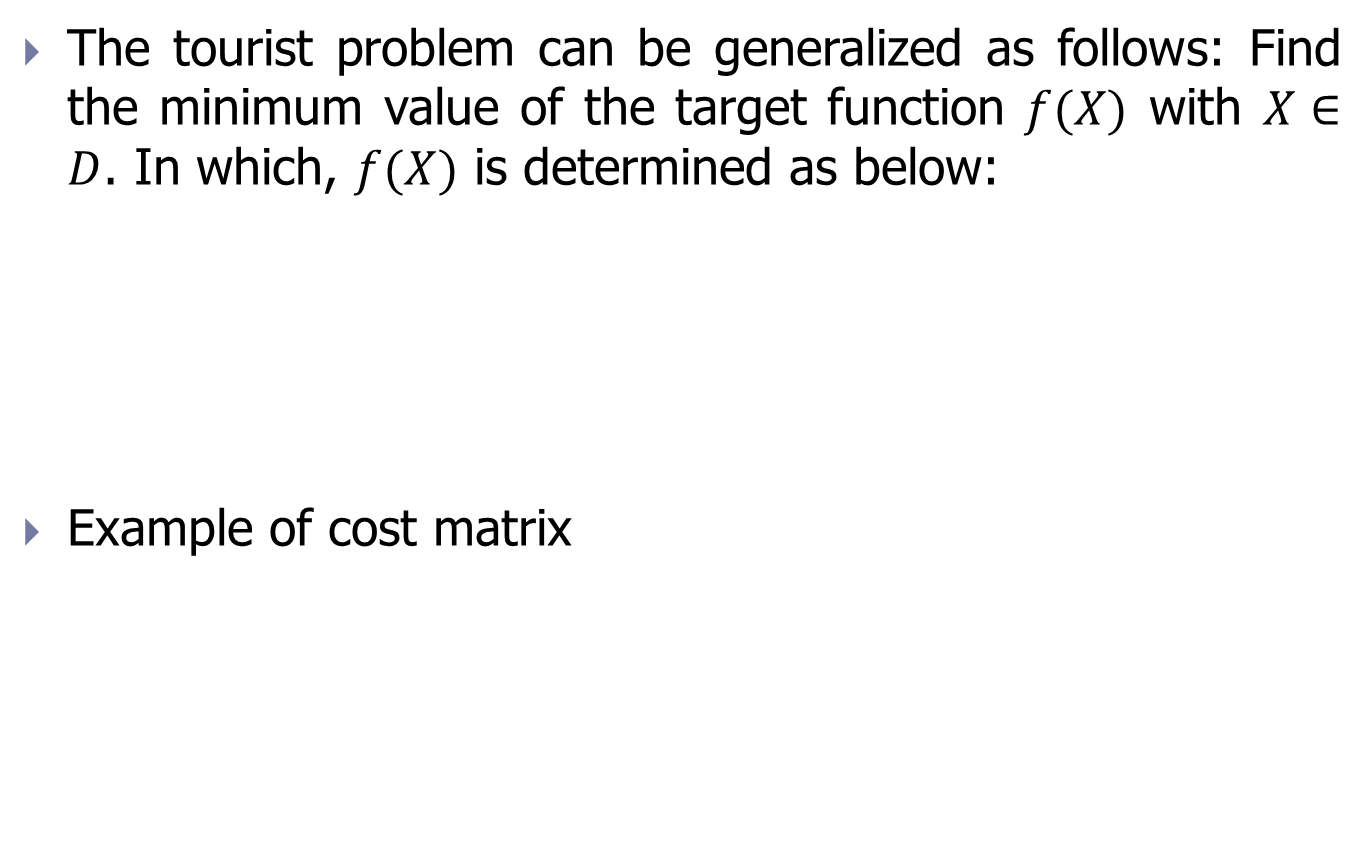 The tourist problem can be generalized as follows: Find
the minimum value of the target function f(X) with X ∈
D. In which, f(X) is determined as below:
Example of cost matrix